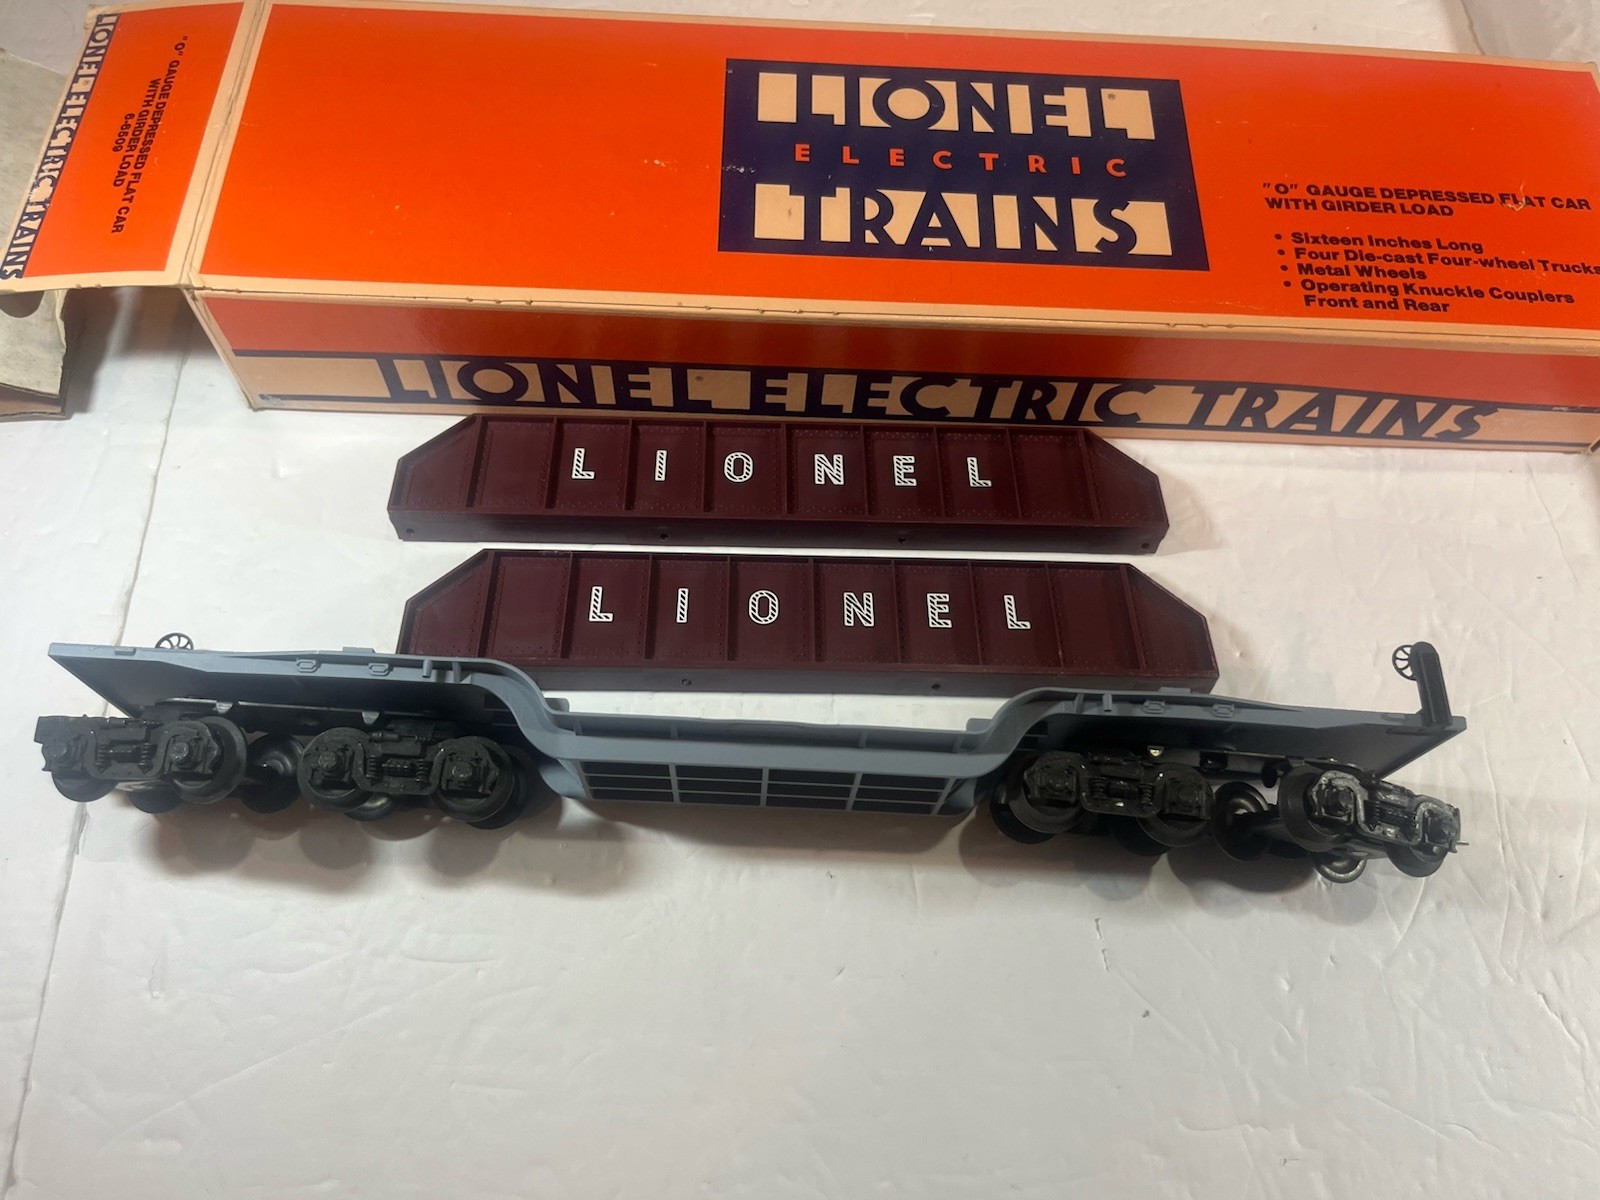 LIONEL ELECTRIC TRAINS
"O" GAUGE DEPRESSED FLAT CAR
WITH GIRDER LOAD
6-6509
LIONEL®
ELECTRIC
TRAINS
"O" GAUGE DEPRESSED FLAT CAR
WITH GIRDER LOAD
• Sixteen Inches Long
• Four Die-cast Four-wheel Trucks
• Metal Wheels
• Operating Knuckle Couplers
Front and Rear
LIONEL® ELECTRIC TRAINS
LIONEL
LIONEL